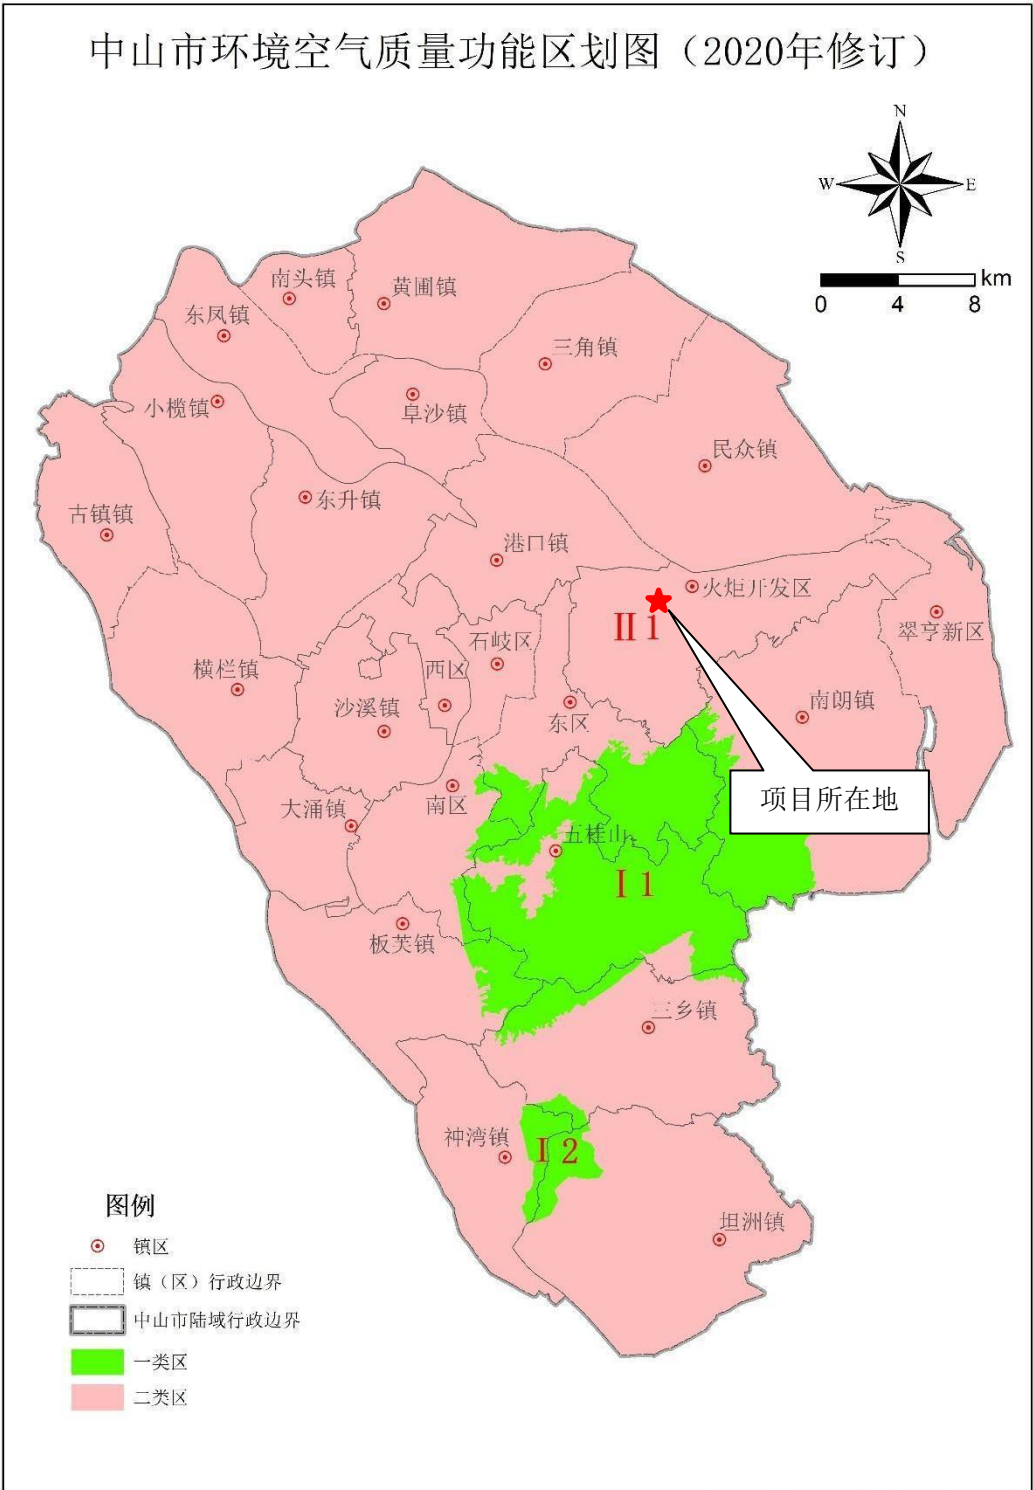 中山市环境空气质量功能区划图（2020年修订）
N
W
E
S
km
0 4 8
南头镇
黄圃镇
东凤镇
三角镇
小榄镇
阜沙镇
民众镇
东升镇
古镇镇
港口镇
火炬开发区
II 1
翠亨新区
石岐区
横栏镇
西区
沙溪镇
东区
南朗镇
项目所在地
南区
大涌镇
五桂山
I 1
板芙镇
三乡镇
神湾镇
I 2
坦洲镇
图例
镇区
镇（区）行政边界
中山市陆域行政边界
一类区
二类区